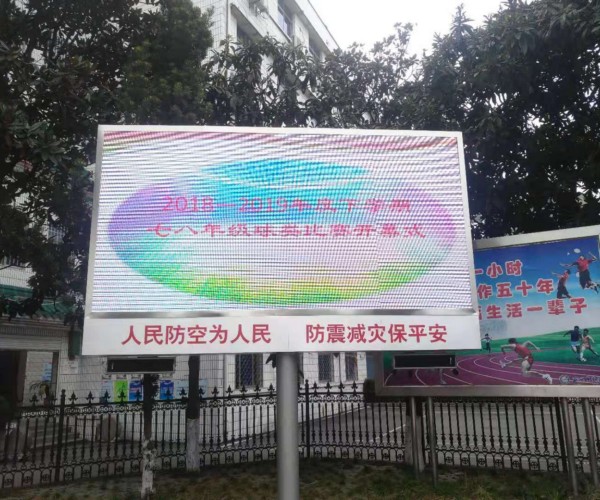 2018—2019年度下学期
七八年级球类比赛开幕式
人民防空为人民 防震减灾保平安
一小时
作五十年
生活一辈子